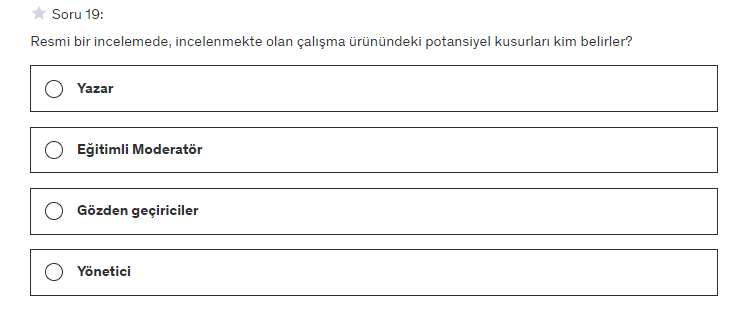 Soru 19:
Resmi bir incelemede, incelenmekte olan çalışma ürünündeki potansiyel kusurları kim belirler?
Yazar
Eğitimli Moderatör
Gözden geçiriciler
Yönetici